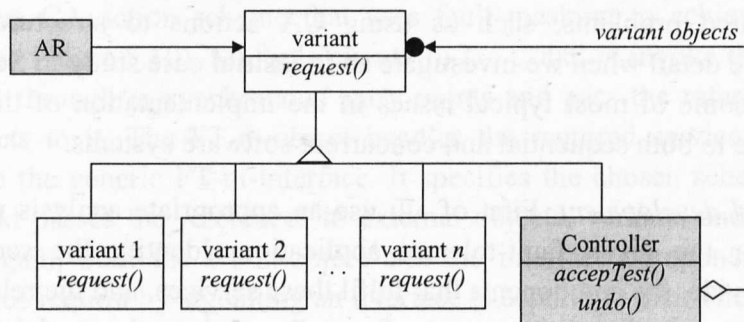 AR
variant
request()
variant objects
variant 1
request()
variant 2
request()
. . .
variant n
request()
Controller
accepTest()
undo()